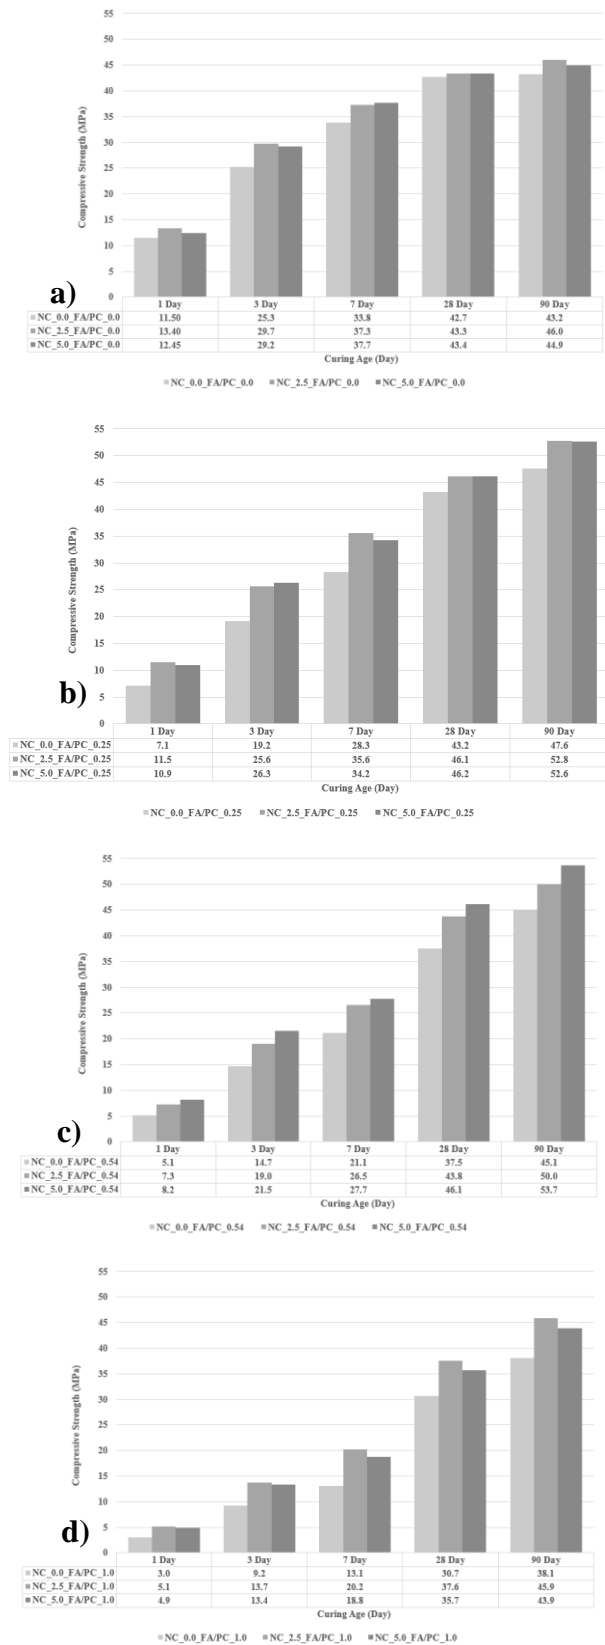 55
50
45
40
35
30
25
20
15
10
5
0
Compressive Strength (MPa)
a)
1 Day 3 Day 7 Day 28 Day 90 Day
NC_0.0_FA/PC_0.0 11.50 25.3 33.8 42.7 43.2
NC_2.5_FA/PC_0.0 13.40 29.7 37.3 43.3 46.0
NC_5.0_FA/PC_0.0 12.45 29.2 37.7 43.4 44.9
Curing Age (Day)
NC_0.0_FA/PC_0.0 NC_2.5_FA/PC_0.0 NC_5.0_FA/PC_0.0
55
50
45
40
35
30
25
20
15
10
5
0
Compressive Strength (MPa)
b)
1 Day 3 Day 7 Day 28 Day 90 Day
NC_0.0_FA/PC_0.25 7.1 19.2 28.3 43.2 47.6
NC_2.5_FA/PC_0.25 11.5 25.6 35.6 46.1 52.8
NC_5.0_FA/PC_0.25 10.9 26.3 34.2 46.2 52.6
Curing Age (Day)
NC_0.0_FA/PC_0.25 NC_2.5_FA/PC_0.25 NC_5.0_FA/PC_0.25
55
50
45
40
35
30
25
20
15
10
5
0
Compressive Strength (MPa)
c)
1 Day 3 Day 7 Day 28 Day 90 Day
NC_0.0_FA/PC_0.54 5.1 14.7 21.1 37.5 45.1
NC_2.5_FA/PC_0.54 7.3 19.0 26.5 43.8 50.0
NC_5.0_FA/PC_0.54 8.2 21.5 27.7 46.1 53.7
Curing Age (Day)
NC_0.0_FA/PC_0.54 NC_2.5_FA/PC_0.54 NC_5.0_FA/PC_0.54
55
50
45
40
35
30
25
20
15
10
5
0
Compressive Strength (MPa)
d)
1 Day 3 Day 7 Day 28 Day 90 Day
NC_0.0_FA/PC_1.0 3.0 9.2 13.1 30.7 38.1
NC_2.5_FA/PC_1.0 5.1 13.7 20.2 37.6 45.9
NC_5.0_FA/PC_1.0 4.9 13.4 18.8 35.7 43.9
Curing Age (Day)
NC_0.0_FA/PC_1.0 NC_2.5_FA/PC_1.0 NC_5.0_FA/PC_1.0